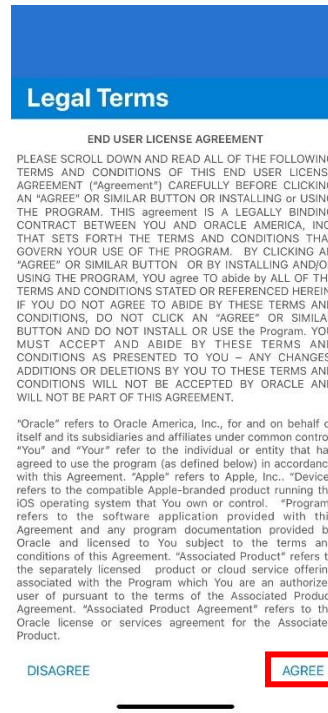 Legal Terms
END USER LICENSE AGREEMENT
PLEASE SCROLL DOWN AND READ ALL OF THE FOLLOWING
TERMS AND CONDITIONS OF THIS END USER LICENS
AGREEMENT ("Agreement") CAREFULLY BEFORE CLICKING
AN "AGREE" OR SIMILAR BUTTON OR INSTALLING or USING
THE PROGRAM. THIS agreement IS A LEGALLY BINDING
CONTRACT BETWEEN YOU AND ORACLE AMERICA, INC
THAT SETS FORTH THE TERMS AND CONDITIONS THA
GOVERN YOUR USE OF THE PROGRAM. BY CLICKING AN
"AGREE" OR SIMILAR BUTTON OR BY INSTALLING AND/O
USING THE PROGRAM, YOU agree TO abide by ALL OF TH
TERMS AND CONDITIONS STATED OR REFERENCED HEREIN
IF YOU DO NOT AGREE TO ABIDE BY THESE TERMS AND
CONDITIONS, DO NOT CLICK AN "AGREE" OR SIMILA
BUTTON AND DO NOT INSTALL OR USE the Program. YOU
MUST ACCEPT AND ABIDE BY THESE TERMS AND
CONDITIONS AS PRESENTED TO YOU – ANY CHANGES
ADDITIONS OR DELETIONS BY YOU TO THESE TERMS AND
CONDITIONS WILL NOT BE ACCEPTED BY ORACLE AND
WILL NOT BE PART OF THIS AGREEMENT.
"Oracle" refers to Oracle America, Inc., for and on behalf o
itself and its subsidiaries and affiliates under common contro
"You" and "Your" refer to the individual or entity that ha
agreed to use the program (as defined below) in accordanc
with this Agreement. "Apple" refers to Apple, Inc.. "Device
refers to the compatible Apple-branded product running th
iOS operating system that You own or control. "Program
refers to the software application provided with thi
Agreement and any program documentation provided b
Oracle and licensed to You subject to the terms an
conditions of this Agreement. "Associated Product" refers t
the separately licensed product or cloud service offerin
associated with the Program which You are an authorize
user of pursuant to the terms of the Associated Produc
Agreement. "Associated Product Agreement" refers to th
Oracle license or services agreement for the Associate
Product.
DISAGREE AGREE